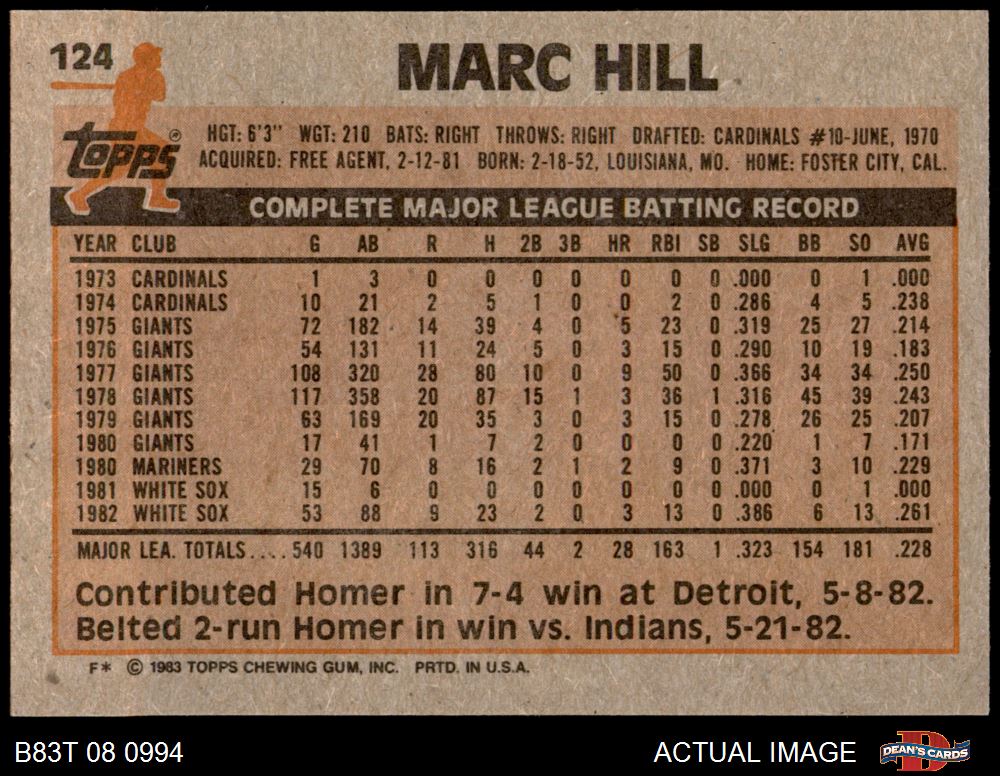 124
MARC HILL
topps®
HGT: 6'3" WGT: 210 BATS: RIGHT THROWS: RIGHT DRAFTED: CARDINALS #10-JUNE, 1970
ACQUIRED: FREE AGENT, 2-12-81 BORN: 2-18-52, LOUISIANA, MO. HOME: FOSTER CITY, CAL.
COMPLETE MAJOR LEAGUE BATTING RECORD
YEAR CLUB G AB R H 2B 3B HR RBI SB SLG BB SO AVG
1973 CARDINALS 1 3 0 0 0 0 0 0 0 .000 0 1 .000
1974 CARDINALS 10 21 2 5 1 0 0 2 0 .286 4 5 .238
1975 GIANTS 72 182 14 39 4 0 5 23 0 .319 25 27 .214
1976 GIANTS 54 131 11 24 5 0 3 15 0 .290 10 19 .183
1977 GIANTS 108 320 28 80 10 0 9 50 0 .366 34 34 .250
1978 GIANTS 117 358 20 87 15 1 3 36 1 .316 45 39 .243
1979 GIANTS 63 169 20 35 3 0 3 15 0 .278 26 25 .207
1980 GIANTS 17 41 1 7 2 0 0 0 0 .220 1 7 .171
1980 MARINERS 29 70 8 16 2 1 2 9 0 .371 3 10 .229
1981 WHITE SOX 15 6 0 0 0 0 0 0 0 .000 0 1 .000
1982 WHITE SOX 53 88 9 23 2 0 3 13 0 .386 6 13 .261
MAJOR LEA. TOTALS.... 540 1389 113 316 44 2 28 163 1 .323 154 181 .228
Contributed Homer in 7-4 win at Detroit, 5-8-82.
Belted 2-run Homer in win vs. Indians, 5-21-82.
F* © 1983 TOPPS CHEWING GUM, INC. PRTD. IN U.S.A.
B83T 08 0994 ACTUAL IMAGE DEAN'S CARDS